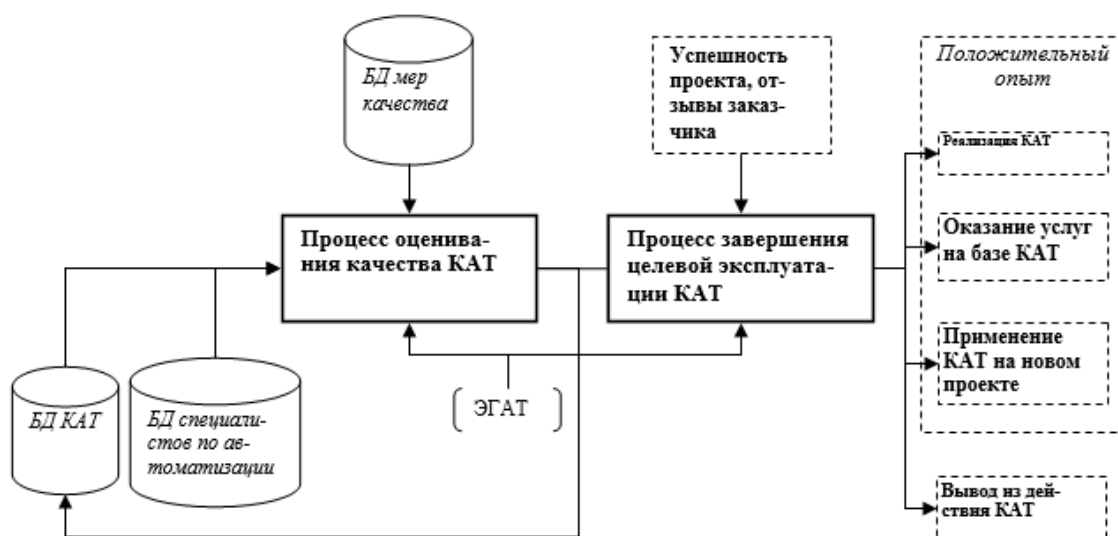 БД мер
качества
Успешность
проекта, от-
зывы заказ-
чика
Положительный
опыт
Реализация КАТ
Процесс оценива-
ния качества КАТ
Процесс завершения
целевой эксплуата-
ции КАТ
Оказание услуг
на базе КАТ
Применение
КАТ на новом
проекте
БД КАТ
БД специали-
стов по ав-
томатизации
ЭГАТ
Вывод из дей-
ствия КАТ